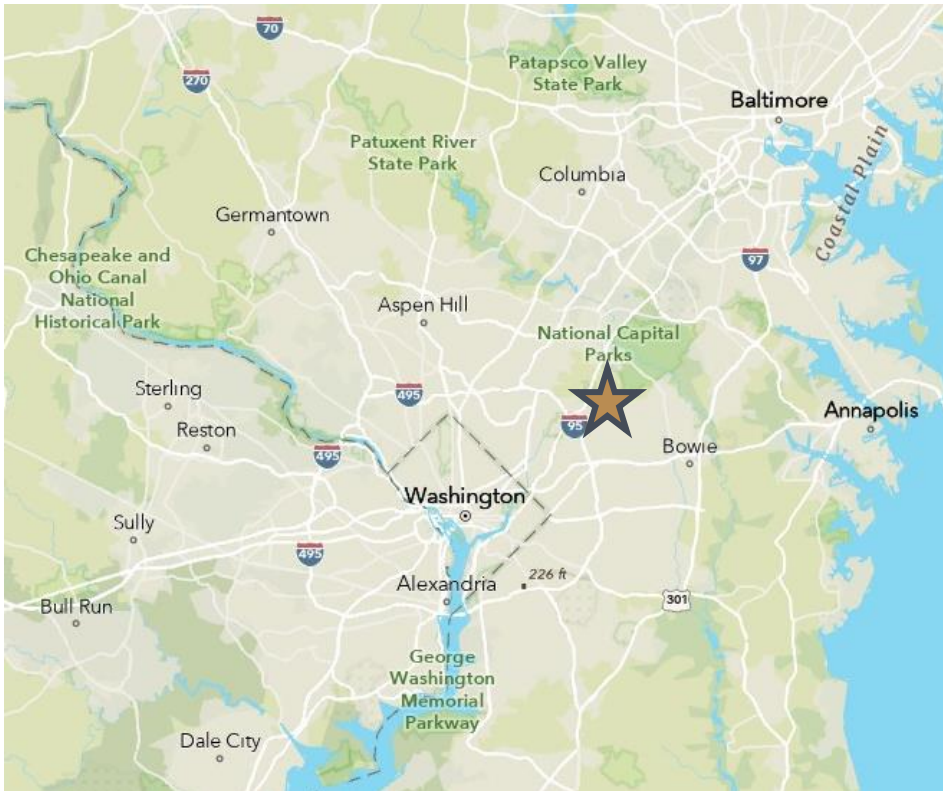 70
270
Patapsco Valley
State Park
Baltimore
Patuxent River
State Park
Columbia
Coastal Plain
Germantown
Chesapeake and
Ohio Canal
National
Historical Park
97
Aspen Hill
National Capital
Parks
Sterling
495
Annapolis
Reston
95
Bowie
495
Washington
Sully
495
226 ft
Alexandria
Bull Run
301
George
Washington
Memorial
Parkway
Dale City